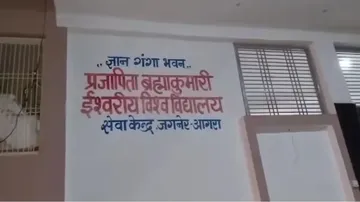 ..ज्ञान गंगा भवन..
प्रजापिता ब्रह्माकुमारी
ईश्वरीय विश्व विद्यालय
सेवा केन्द्र जगनेर-आगरा